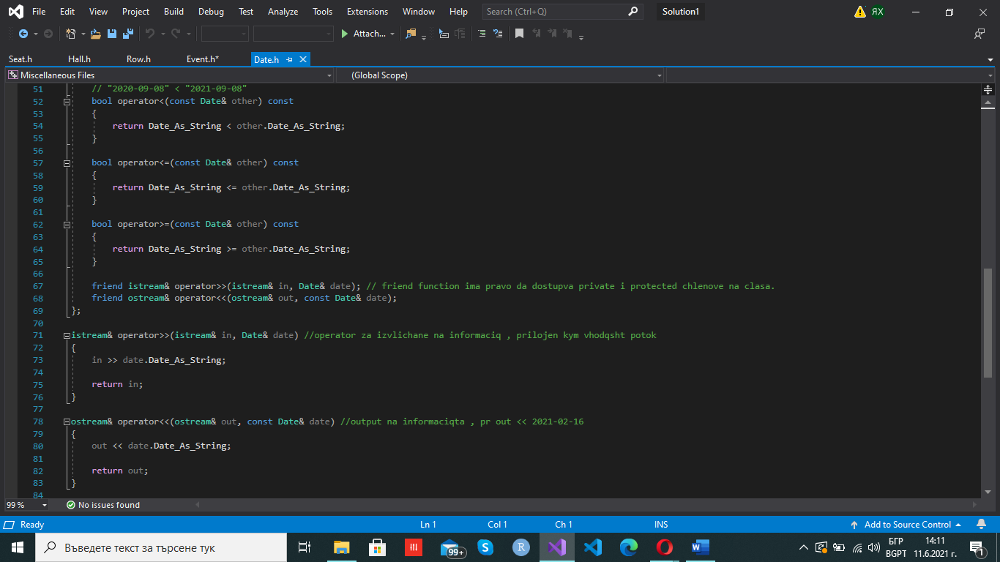 File Edit View Project Build Debug Test Analyze Tools Extensions Window Help Search (Ctrl+Q) Solution1 ЯХ
Attach...
Seat.h Hall.h Row.h Event.h* Date.h
Miscellaneous Files (Global Scope)
51 // "2020-09-08" < "2021-09-08"
52 bool operator<(const Date& other) const
53 {
54 return Date_As_String < other.Date_As_String;
55 }
56
57 bool operator<=(const Date& other) const
58 {
59 return Date_As_String <= other.Date_As_String;
60 }
61
62 bool operator>=(const Date& other) const
63 {
64 return Date_As_String >= other.Date_As_String;
65 }
66
67 friend istream& operator>>(istream& in, Date& date); // friend function ima pravo da dostupva private i protected chlenove na clasa.
68 friend ostream& operator<<(ostream& out, const Date& date);
69 };
70
71 istream& operator>>(istream& in, Date& date) //operator za izvlichane na informaciq , prilojen kym vhodqsht potok
72 {
73 in >> date.Date_As_String;
74
75 return in;
76 }
77
78 ostream& operator<<(ostream& out, const Date& date) //output na informaciqta , pr out << 2021-02-16
79 {
80 out << date.Date_As_String;
81
82 return out;
83 }
84
99 % No issues found
Ready Ln 1 Col 1 Ch 1 INS Add to Source Control
Въведете текст за търсене тук 99+ R БГР 14:11
BGPT 11.6.2021 г. 1